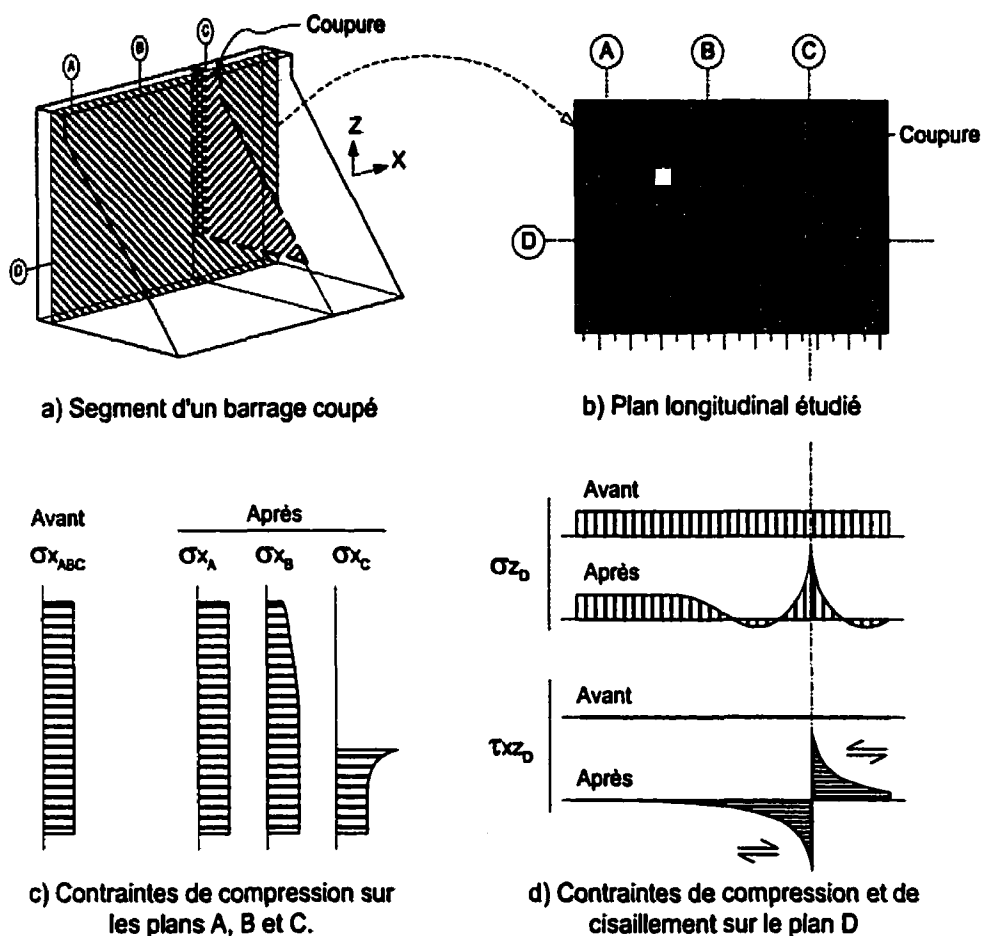 A
B
C
Coupure
D
Z
X
a) Segment d'un barrage coupé
A
B
C
Coupure
D
b) Plan longitudinal étudié
Avant
Après
σx_ABC
σx_A
σx_B
σx_C
c) Contraintes de compression sur
les plans A, B et C.
Avant
σz_D
Après
Avant
τxz_D
Après
d) Contraintes de compression et de
cisaillement sur le plan D